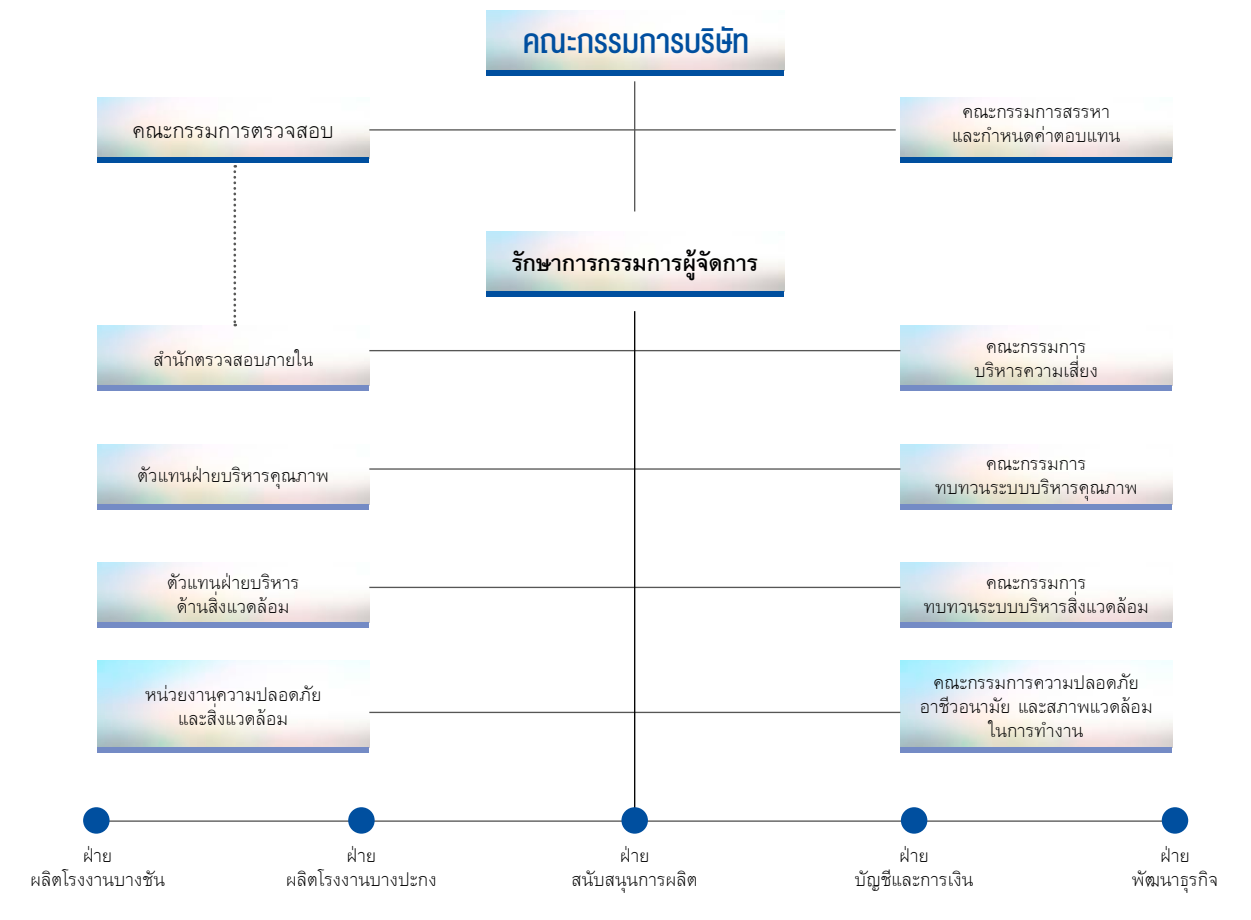 คณะกรรมการบริษัท
คณะกรรมการตรวจสอบ
คณะกรรมการสรรหา
และกำหนดค่าตอบแทน
รักษาการกรรมการผู้จัดการ
สำนักตรวจสอบภายใน
คณะกรรมการ
บริหารความเสี่ยง
ตัวแทนฝ่ายบริหารคุณภาพ
คณะกรรมการ
ทบทวนระบบบริหารคุณภาพ
ตัวแทนฝ่ายบริหาร
ด้านสิ่งแวดล้อม
คณะกรรมการ
ทบทวนระบบบริหารสิ่งแวดล้อม
หน่วยงานความปลอดภัย
และสิ่งแวดล้อม
คณะกรรมการความปลอดภัย
อาชีวอนามัย และสภาพแวดล้อม
ในการทำงาน
ฝ่าย
ผลิตโรงงานบางชัน
ฝ่าย
ผลิตโรงงานบางปะกง
ฝ่าย
สนับสนุนการผลิต
ฝ่าย
บัญชีและการเงิน
ฝ่าย
พัฒนาธุรกิจ